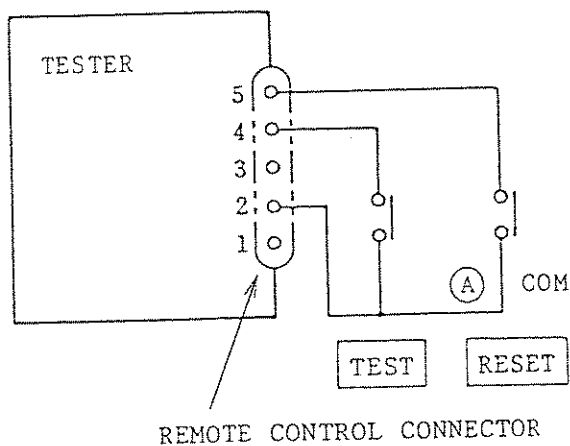 TESTER
5
4
3
2
1
A COM
TEST RESET
REMOTE CONTROL CONNECTOR